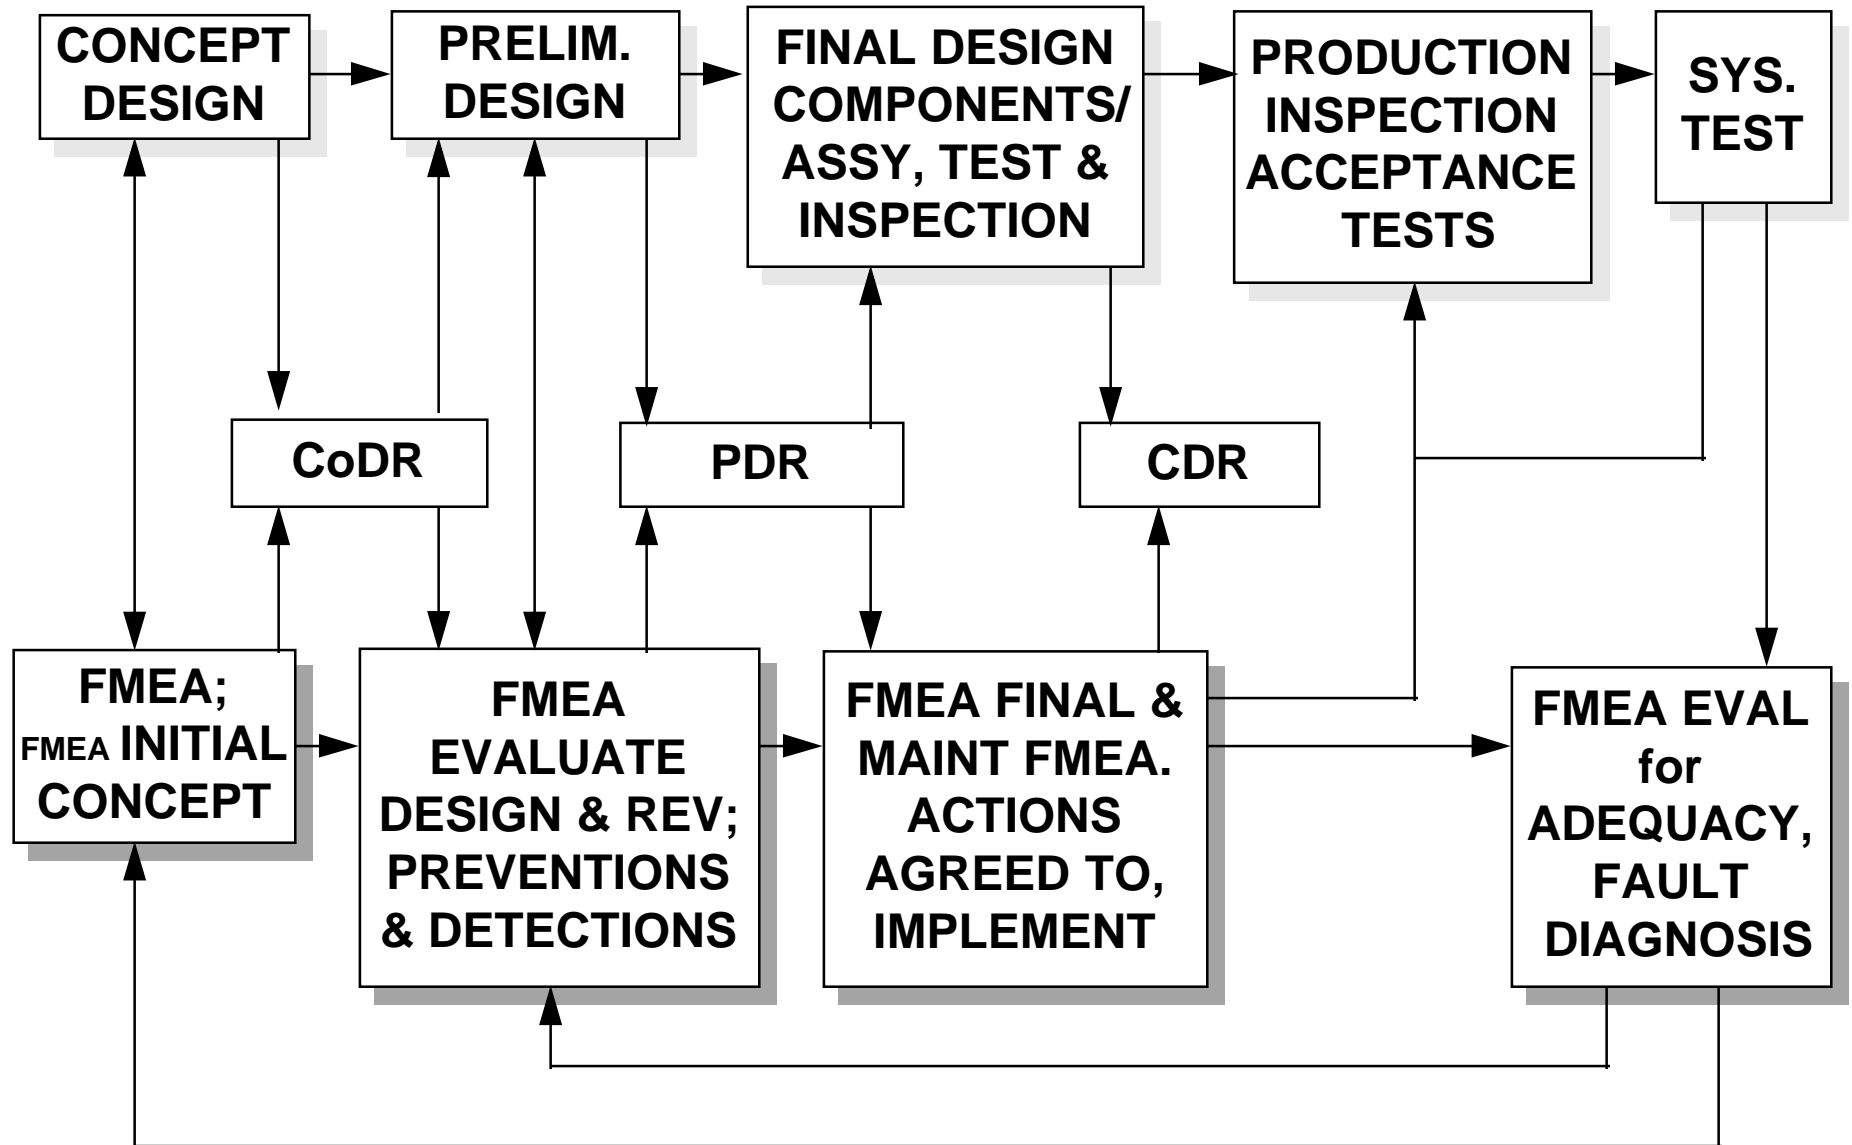 CONCEPT
DESIGN
PRELIM.
DESIGN
FINAL DESIGN
COMPONENTS/
ASSY, TEST &
INSPECTION
PRODUCTION
INSPECTION
ACCEPTANCE
TESTS
SYS.
TEST
CoDR
PDR
CDR
FMEA;
FMEA INITIAL
CONCEPT
FMEA
EVALUATE
DESIGN & REV;
PREVENTIONS
& DETECTIONS
FMEA FINAL &
MAINT FMEA.
ACTIONS
AGREED TO,
IMPLEMENT
FMEA EVAL
for
ADEQUACY,
FAULT
DIAGNOSIS